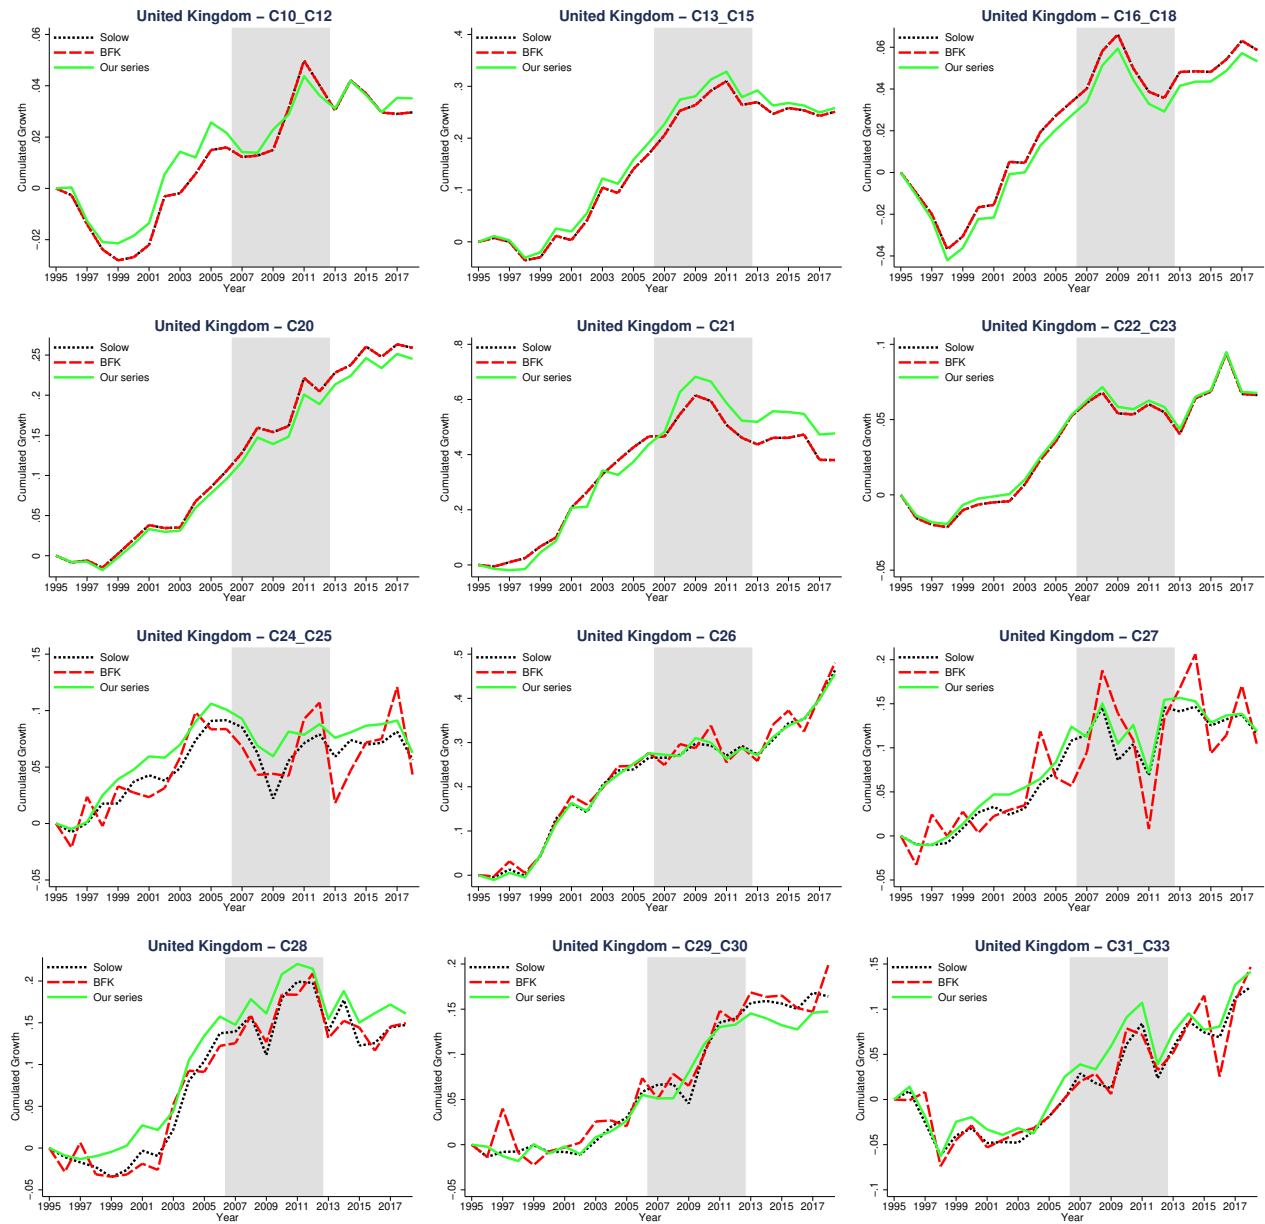 United Kingdom − C10_C12
Solow
BFK
Our series
Cumulated Growth
.06
.04
.02
0
−.02
1995 1997 1999 2001 2003 2005 2007 2009 2011 2013 2015 2017
Year
United Kingdom − C13_C15
Solow
BFK
Our series
Cumulated Growth
.4
.3
.2
.1
0
1995 1997 1999 2001 2003 2005 2007 2009 2011 2013 2015 2017
Year
United Kingdom − C16_C18
Solow
BFK
Our series
Cumulated Growth
.06
.04
.02
0
−.02
−.04
1995 1997 1999 2001 2003 2005 2007 2009 2011 2013 2015 2017
Year
United Kingdom − C20
Solow
BFK
Our series
Cumulated Growth
.25
.2
.15
.1
.05
0
1995 1997 1999 2001 2003 2005 2007 2009 2011 2013 2015 2017
Year
United Kingdom − C21
Solow
BFK
Our series
Cumulated Growth
.8
.6
.4
.2
0
1995 1997 1999 2001 2003 2005 2007 2009 2011 2013 2015 2017
Year
United Kingdom − C22_C23
Solow
BFK
Our series
Cumulated Growth
.1
.05
0
−.05
1995 1997 1999 2001 2003 2005 2007 2009 2011 2013 2015 2017
Year
United Kingdom − C24_C25
Solow
BFK
Our series
Cumulated Growth
.15
.1
.05
0
−.05
1995 1997 1999 2001 2003 2005 2007 2009 2011 2013 2015 2017
Year
United Kingdom − C26
Solow
BFK
Our series
Cumulated Growth
.5
.4
.3
.2
.1
0
1995 1997 1999 2001 2003 2005 2007 2009 2011 2013 2015 2017
Year
United Kingdom − C27
Solow
BFK
Our series
Cumulated Growth
.2
.15
.1
.05
0
−.05
1995 1997 1999 2001 2003 2005 2007 2009 2011 2013 2015 2017
Year
United Kingdom − C28
Solow
BFK
Our series
Cumulated Growth
.2
.15
.1
.05
0
−.05
1995 1997 1999 2001 2003 2005 2007 2009 2011 2013 2015 2017
Year
United Kingdom − C29_C30
Solow
BFK
Our series
Cumulated Growth
.2
.15
.1
.05
0
−.05
1995 1997 1999 2001 2003 2005 2007 2009 2011 2013 2015 2017
Year
United Kingdom − C31_C33
Solow
BFK
Our series
Cumulated Growth
.15
.1
.05
0
−.05
−.1
1995 1997 1999 2001 2003 2005 2007 2009 2011 2013 2015 2017
Year